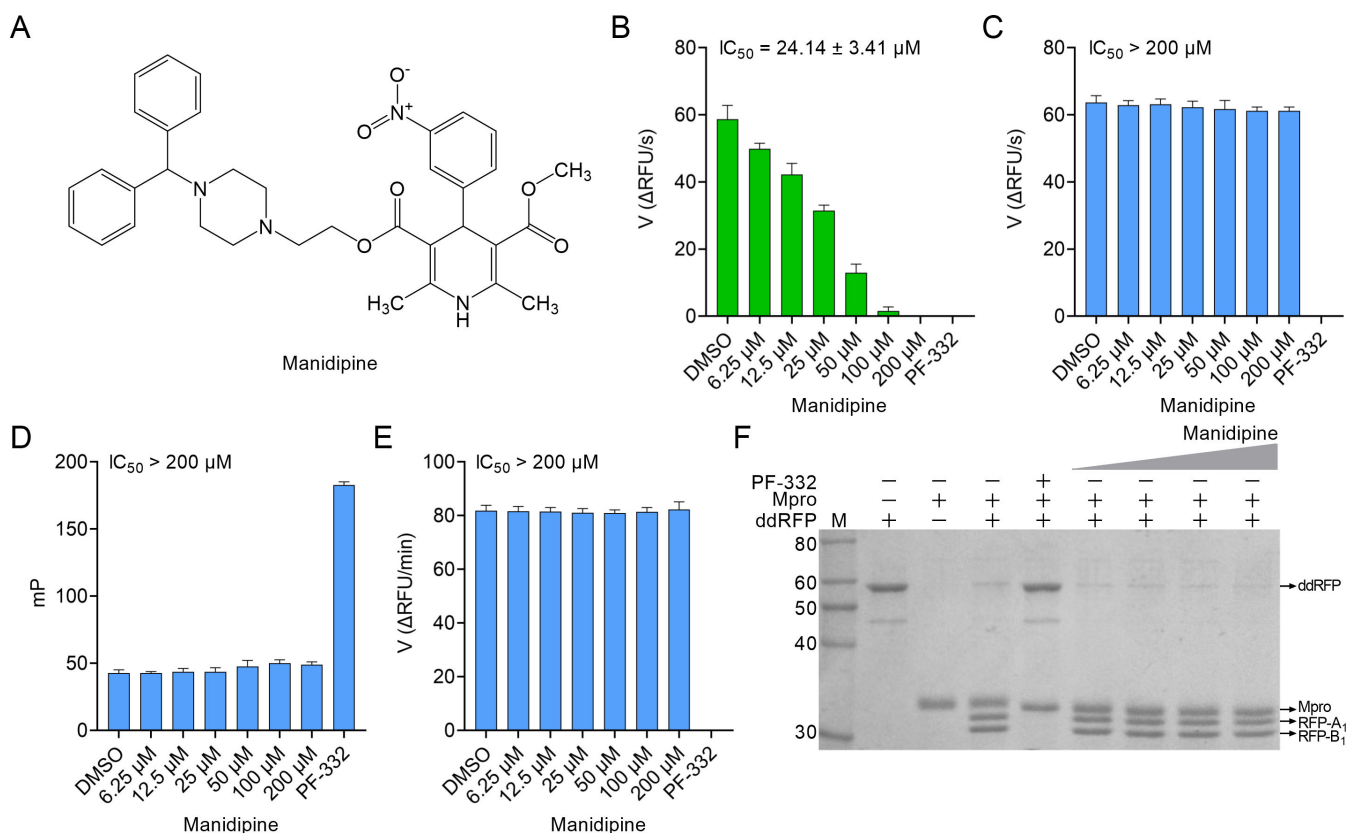 A
O⁻
N⁺
O
N
N
O
O
O
CH₃
O
H₃C
N
H
CH₃
Manidipine
B
IC₅₀ = 24.14 ± 3.41 µM
V (ΔRFU/s)
80
60
40
20
0
DMSO
6.25 µM
12.5 µM
25 µM
50 µM
100 µM
200 µM
PF-332
Manidipine
C
IC₅₀ > 200 µM
V (ΔRFU/s)
80
60
40
20
0
DMSO
6.25 µM
12.5 µM
25 µM
50 µM
100 µM
200 µM
PF-332
Manidipine
D
IC₅₀ > 200 µM
mP
200
150
100
50
0
DMSO
6.25 µM
12.5 µM
25 µM
50 µM
100 µM
200 µM
PF-332
Manidipine
E
IC₅₀ > 200 µM
V (ΔRFU/min)
100
80
60
40
20
0
DMSO
6.25 µM
12.5 µM
25 µM
50 µM
100 µM
200 µM
PF-332
Manidipine
F
Manidipine
PF-332 − − − + − − − −
Mpro − + + + + + + +
ddRFP M + − + + + + + +
80
60
50
40
30
ddRFP
Mpro
RFP-A₁
RFP-B₁